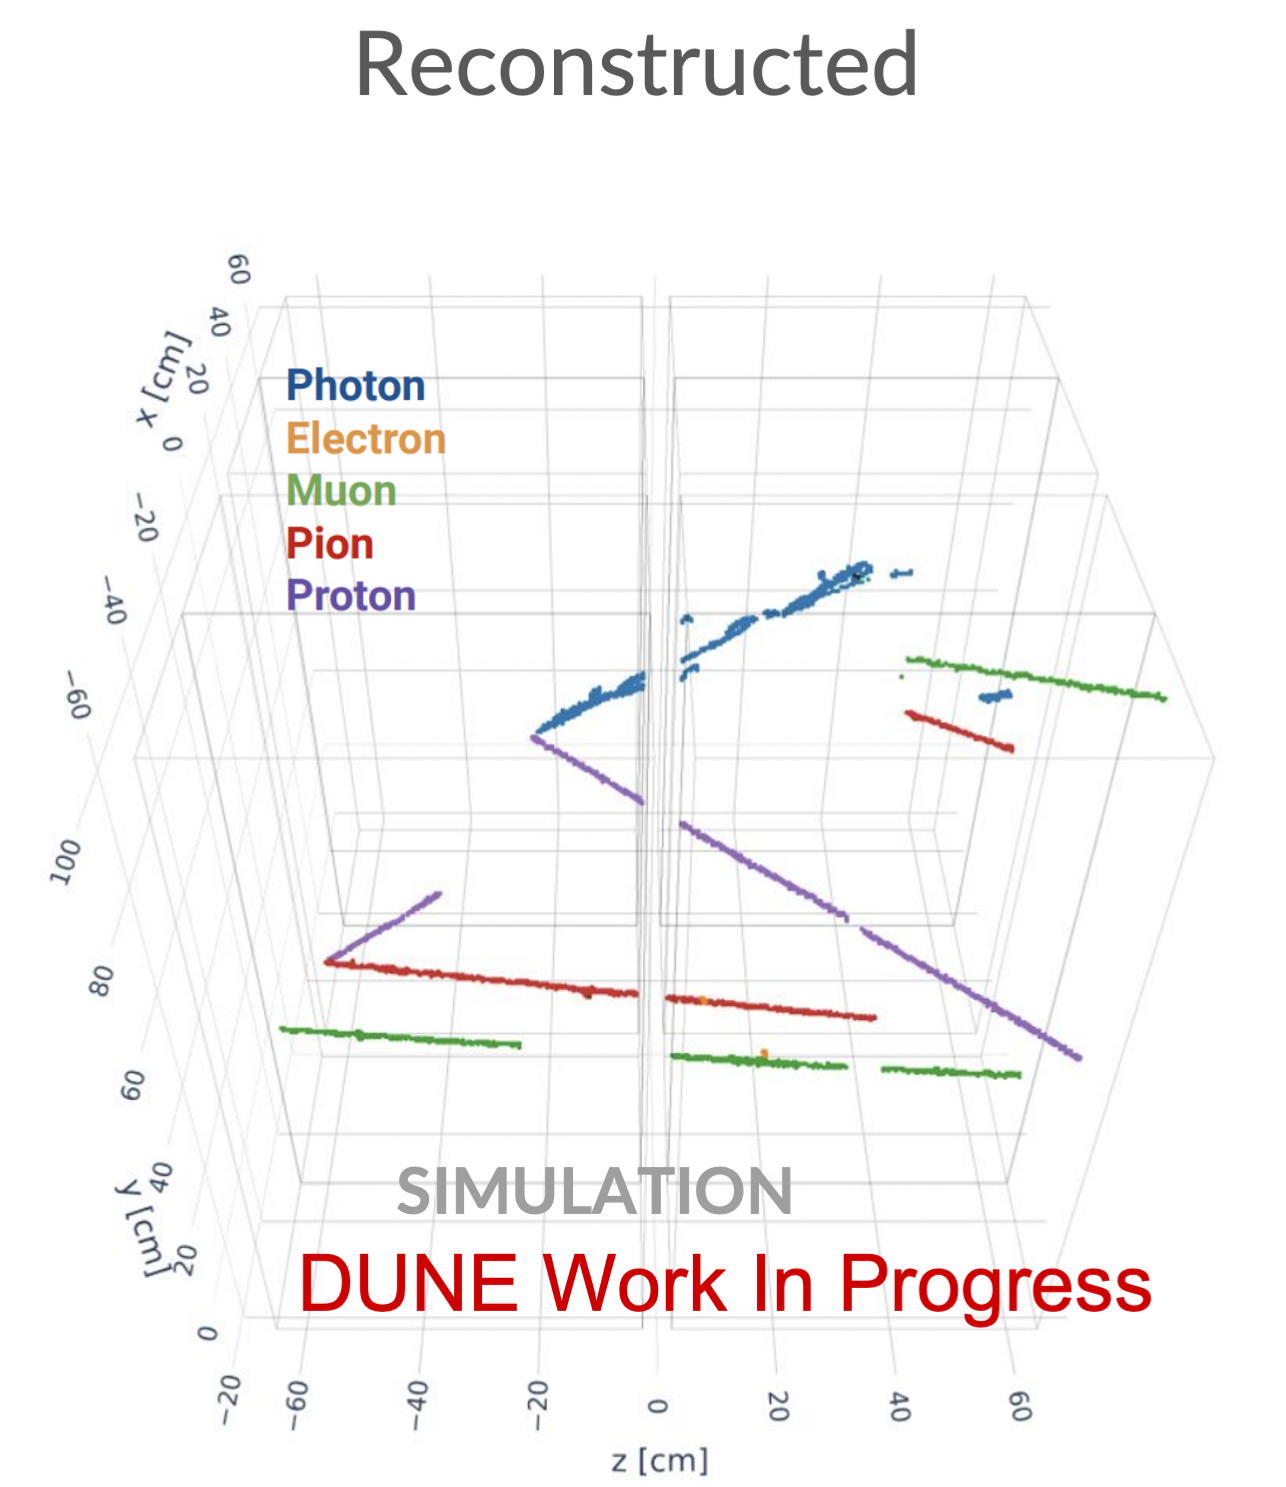 Reconstructed
60
40
20
0
−20
−40
−60
x [cm]
Photon
Electron
Muon
Pion
Proton
100
80
60
40
20
0
−20
y [cm]
SIMULATION
DUNE Work In Progress
−60
−40
−20
0
20
40
60
z [cm]